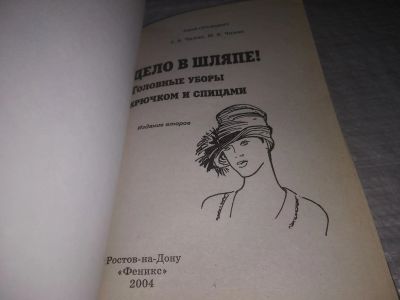 ДЕЛО В ШЛЯПЕ!
ГОЛОВНЫЕ УБОРЫ
КРЮЧКОМ И СПИЦАМИ
Издание второе
Ростов-на-Дону
«Феникс»
2004